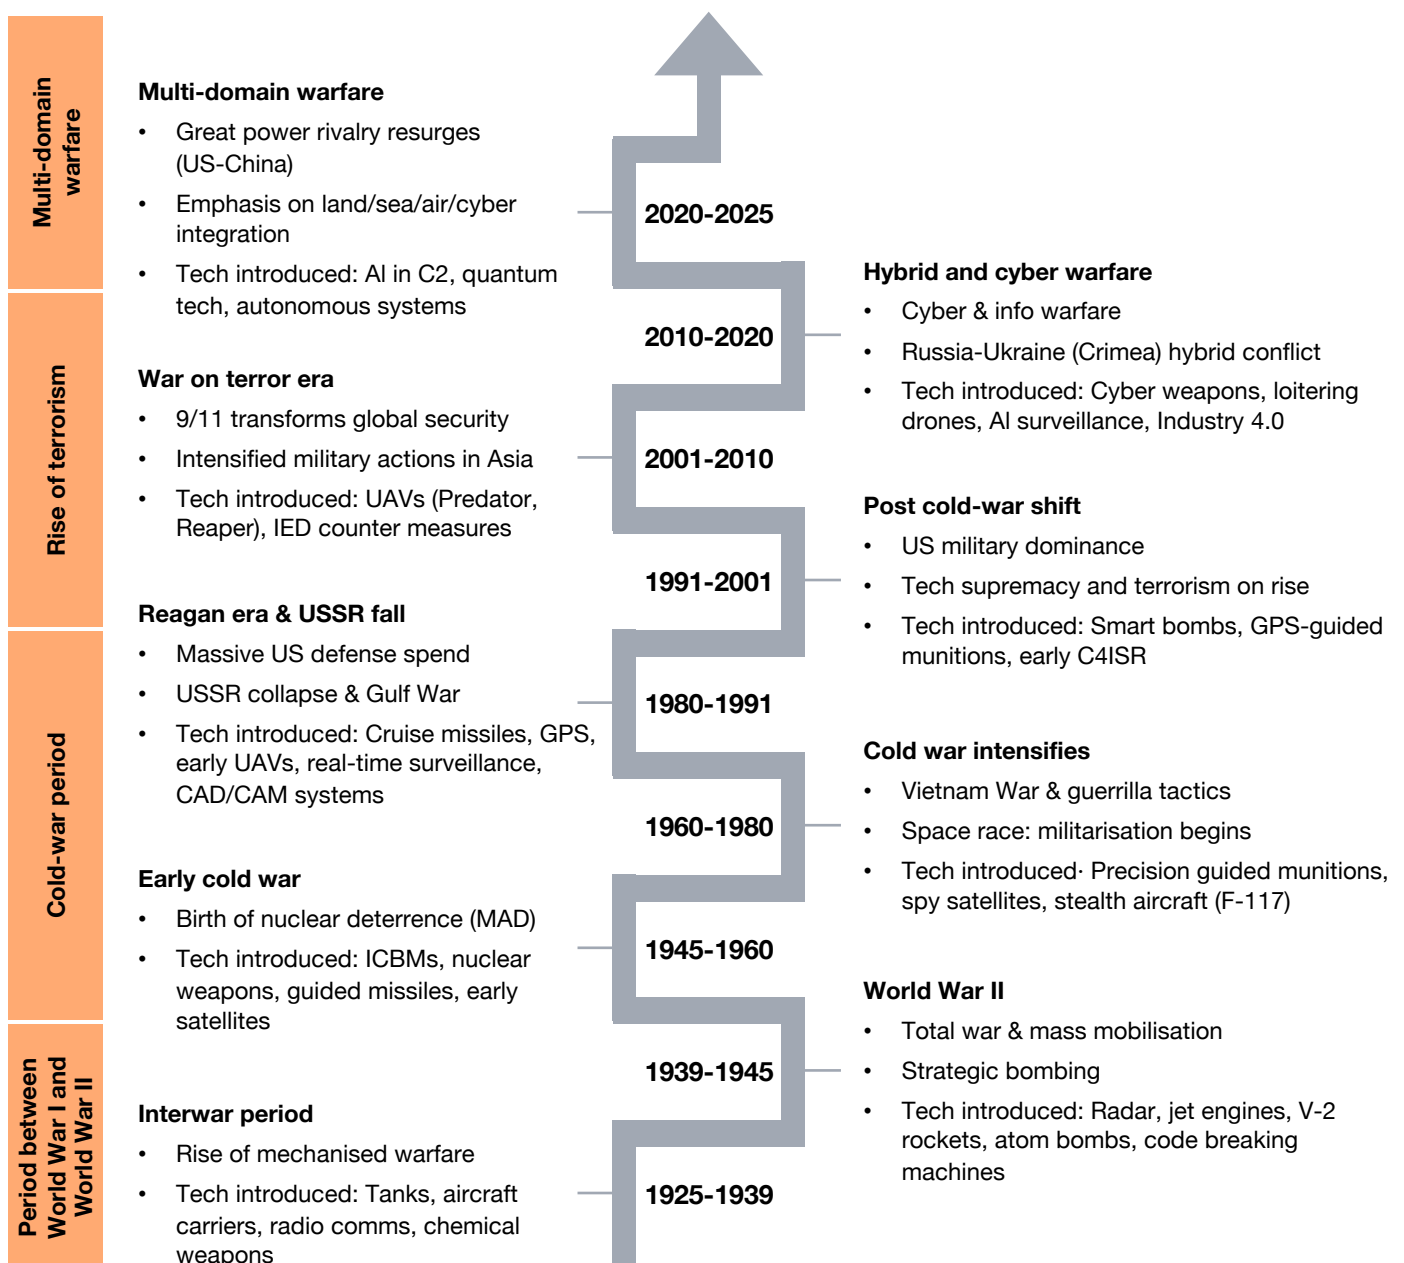 Multi-domain
warfare
Multi-domain warfare
• Great power rivalry resurges
(US-China)
• Emphasis on land/sea/air/cyber
integration
• Tech introduced: AI in C2, quantum
tech, autonomous systems
2020-2025
Hybrid and cyber warfare
• Cyber & info warfare
• Russia-Ukraine (Crimea) hybrid conflict
• Tech introduced: Cyber weapons, loitering
drones, AI surveillance, Industry 4.0
2010-2020
Rise of terrorism
War on terror era
• 9/11 transforms global security
• Intensified military actions in Asia
• Tech introduced: UAVs (Predator,
Reaper), IED counter measures
2001-2010
Post cold-war shift
• US military dominance
• Tech supremacy and terrorism on rise
• Tech introduced: Smart bombs, GPS-guided
munitions, early C4ISR
1991-2001
Cold-war period
Reagan era & USSR fall
• Massive US defense spend
• USSR collapse & Gulf War
• Tech introduced: Cruise missiles, GPS,
early UAVs, real-time surveillance,
CAD/CAM systems
1980-1991
Cold war intensifies
• Vietnam War & guerrilla tactics
• Space race: militarisation begins
• Tech introduced· Precision guided munitions,
spy satellites, stealth aircraft (F-117)
1960-1980
Early cold war
• Birth of nuclear deterrence (MAD)
• Tech introduced: ICBMs, nuclear
weapons, guided missiles, early
satellites
1945-1960
World War II
• Total war & mass mobilisation
• Strategic bombing
• Tech introduced: Radar, jet engines, V-2
rockets, atom bombs, code breaking
machines
1939-1945
Period between
World War I and
World War II
Interwar period
• Rise of mechanised warfare
• Tech introduced: Tanks, aircraft
carriers, radio comms, chemical
weapons
1925-1939